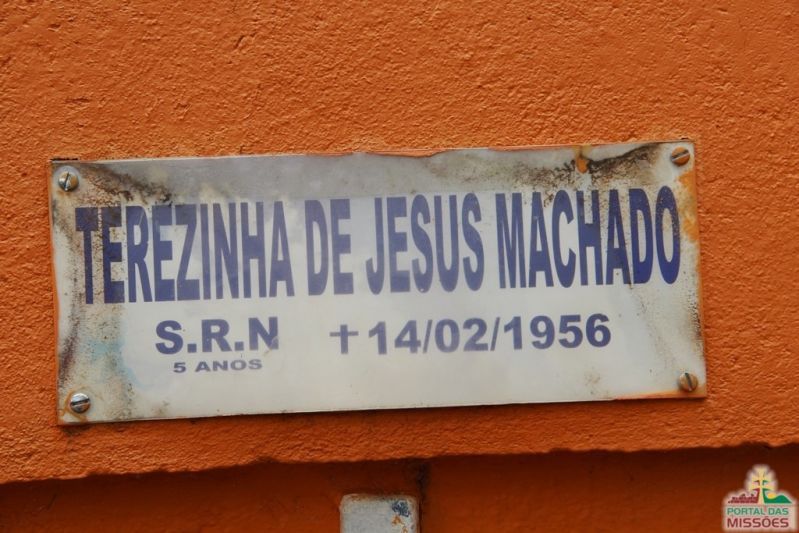 TEREZINHA DE JESUS MACHADO
S.R.N ✝14/02/1956
5 ANOS
PORTAL DAS
MISSÕES